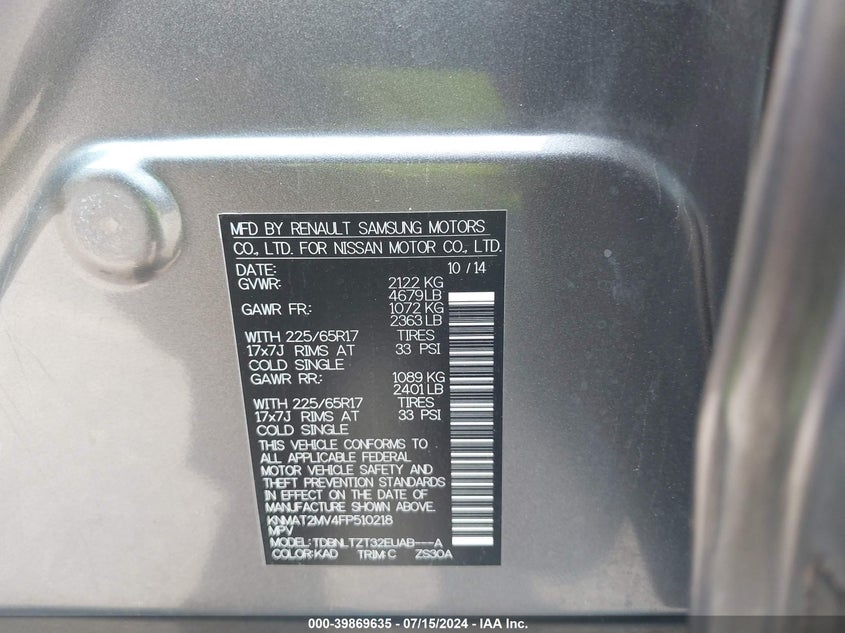 MFD BY RENAULT SAMSUNG MOTORS
CO., LTD. FOR NISSAN MOTOR CO., LTD.
DATE: 10 / 14
GVWR: 2122 KG
4679 LB
GAWR FR: 1072 KG
2363 LB
WITH 225/65R17 TIRES
17x7J RIMS AT 33 PSI
COLD SINGLE
GAWR RR: 1089 KG
2401 LB
WITH 225/65R17 TIRES
17x7J RIMS AT 33 PSI
COLD SINGLE
THIS VEHICLE CONFORMS TO
ALL APPLICABLE FEDERAL
MOTOR VEHICLE SAFETY AND
THEFT PREVENTION STANDARDS
IN EFFECT ON THE DATE OF
MANUFACTURE SHOWN ABOVE.
KNMAT2MV4FP510218
MPV
MODEL: TDBNLTZT32EUAB---A
COLOR: KAD TRIM: C ZS30A
000-39869635 - 07/15/2024 - IAA Inc.